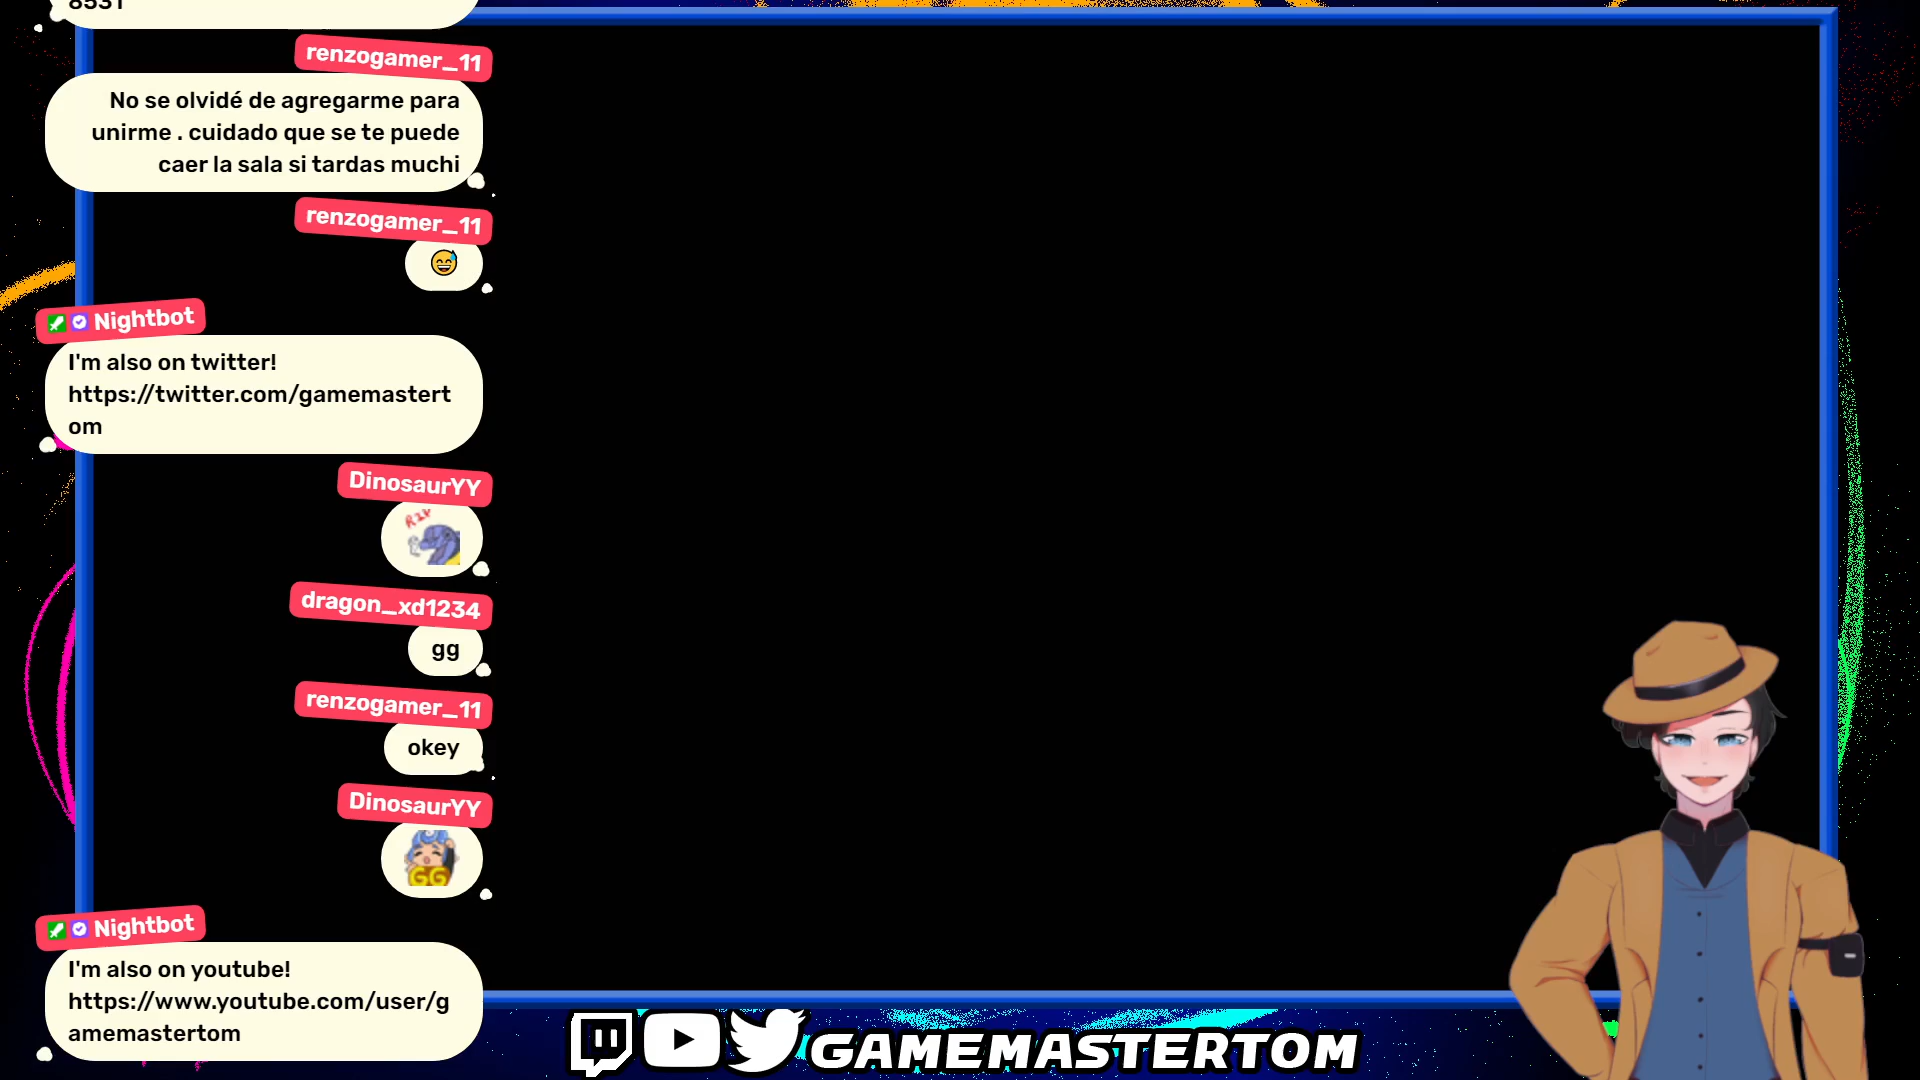 8531
renzogamer_11
No se olvidé de agregarme para
unirme . cuidado que se te puede
caer la sala si tardas muchi
renzogamer_11
Nightbot
I'm also on twitter!
https://twitter.com/gamemastert
om
DinosaurYY
dragon_xd1234
gg
renzogamer_11
okey
DinosaurYY
GG
Nightbot
I'm also on youtube!
https://www.youtube.com/user/g
amemastertom
GAMEMASTERTOM